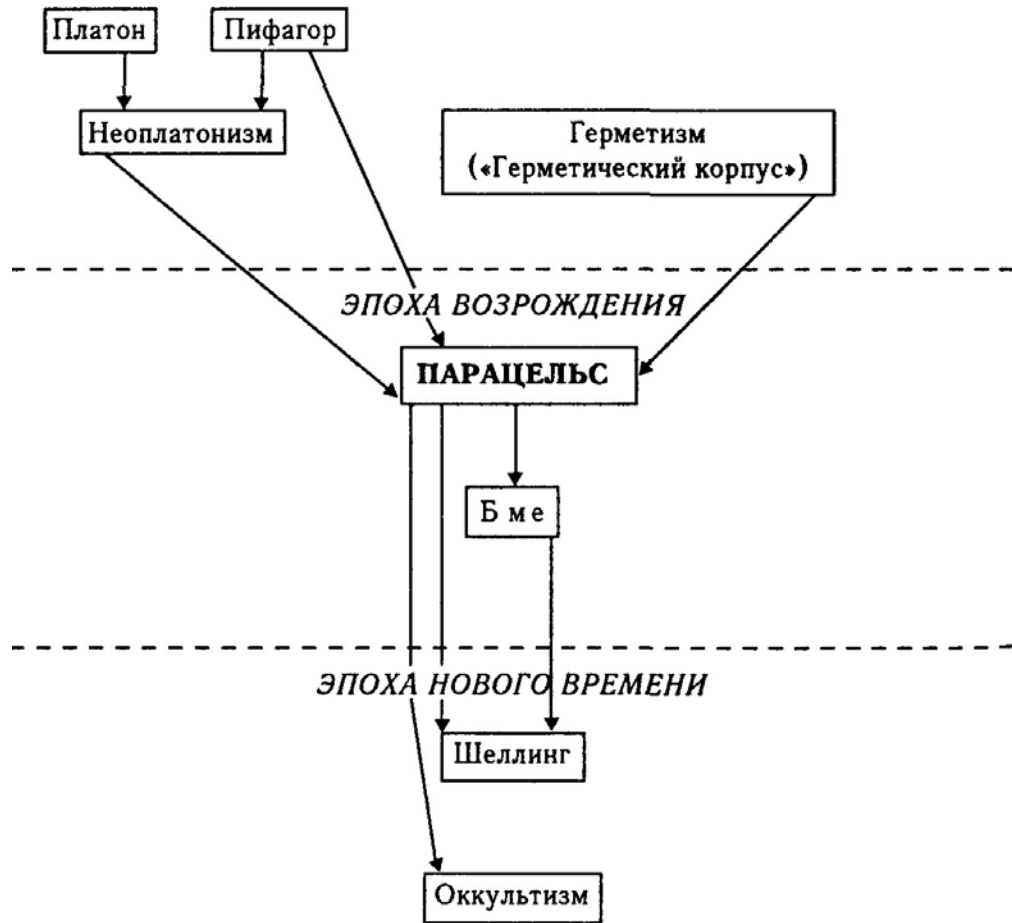 Платон
Пифагор
Неоплатонизм
Герметизм
(«Герметический корпус»)
ЭПОХА ВОЗРОЖДЕНИЯ
ПАРАЦЕЛЬС
Б ме
ЭПОХА НОВОГО ВРЕМЕНИ
Шеллинг
Оккультизм